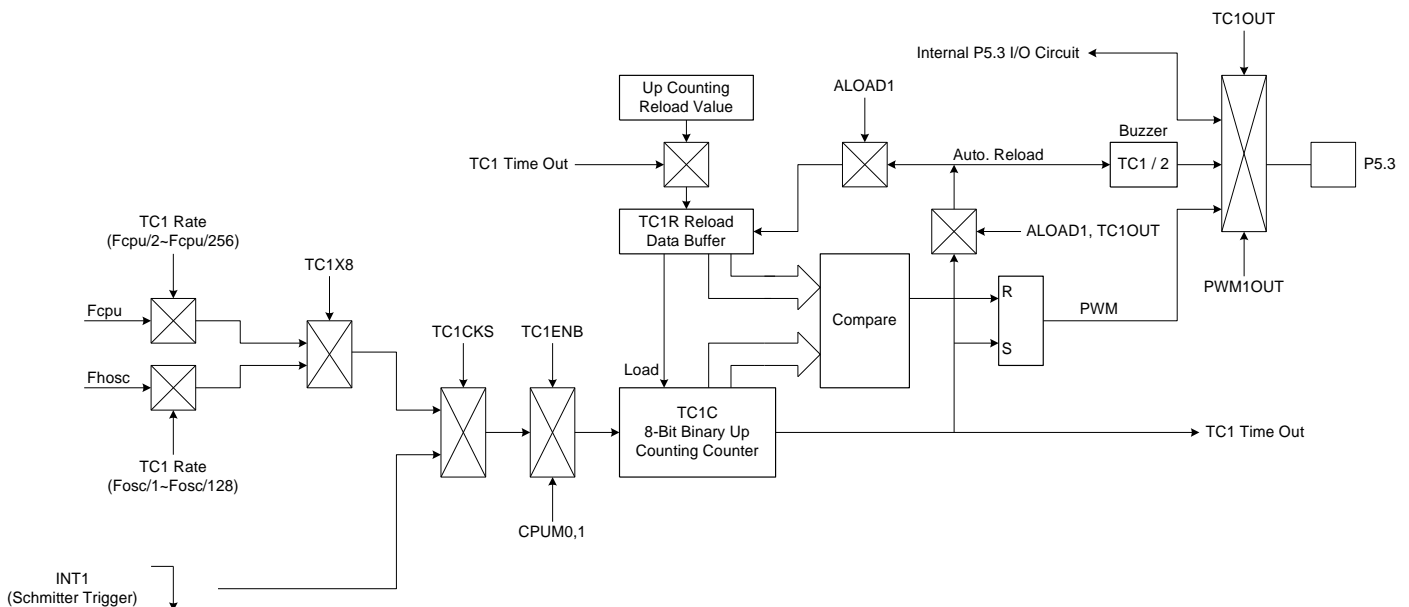 TC1OUT
Internal P5.3 I/O Circuit
Up Counting
Reload Value
ALOAD1
Buzzer
TC1 Time Out
Auto. Reload
TC1 / 2
P5.3
TC1 Rate
(Fcpu/2~Fcpu/256)
TC1R Reload
Data Buffer
ALOAD1, TC1OUT
TC1X8
PWM1OUT
Fcpu
R
PWM
Compare
TC1CKS
TC1ENB
S
Fhosc
Load
TC1C
8-Bit Binary Up
Counting Counter
TC1 Time Out
TC1 Rate
(Fosc/1~Fosc/128)
CPUM0,1
INT1
(Schmitter Trigger)